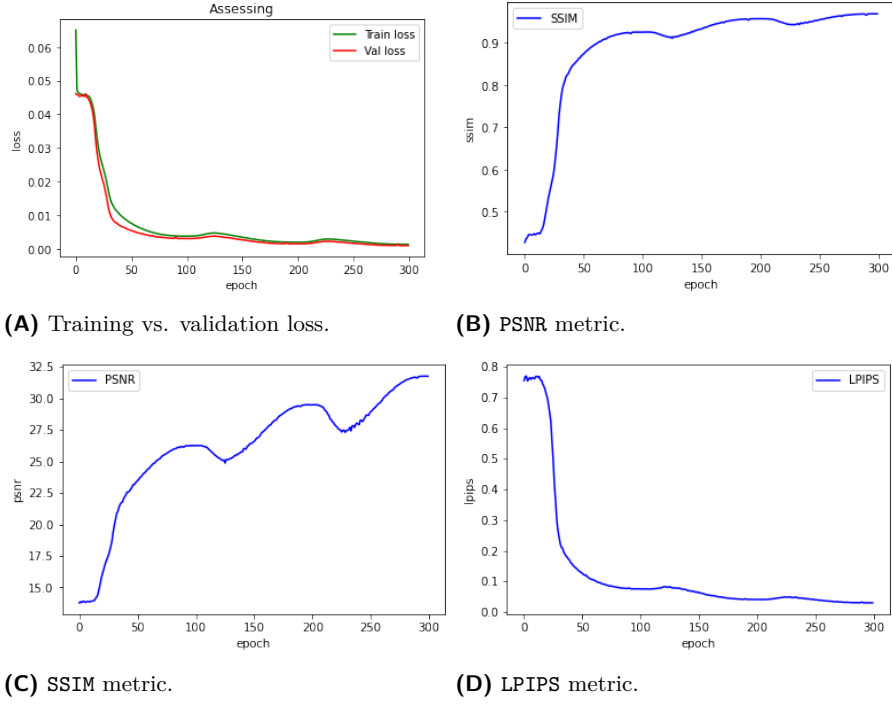 Assessing
0.06
0.05
0.04
0.03
0.02
0.01
0.00
loss
Train loss
Val loss
0 50 100 150 200 250 300
epoch
(A) Training vs. validation loss.
0.9
0.8
0.7
0.6
0.5
ssim
SSIM
0 50 100 150 200 250 300
epoch
(B) PSNR metric.
32.5
30.0
27.5
25.0
22.5
20.0
17.5
15.0
psnr
PSNR
0 50 100 150 200 250 300
epoch
(C) SSIM metric.
0.8
0.7
0.6
0.5
0.4
0.3
0.2
0.1
0.0
lpips
LPIPS
0 50 100 150 200 250 300
epoch
(D) LPIPS metric.